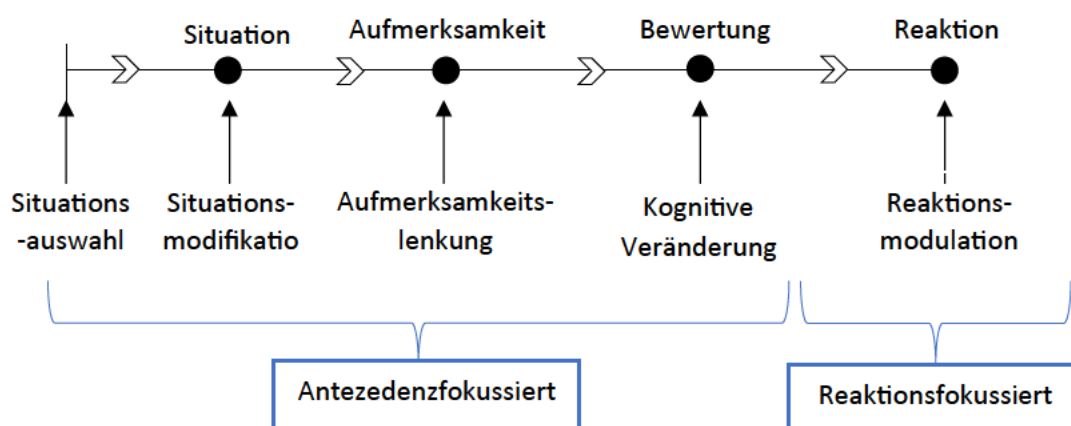 Situation
Aufmerksamkeit
Bewertung
Reaktion
Situations
-auswahl
Situations-
modifikatio
Aufmerksamkeits-
lenkung
Kognitive
Veränderung
Reaktions-
modulation
Antezedenzfokussiert
Reaktionsfokussiert